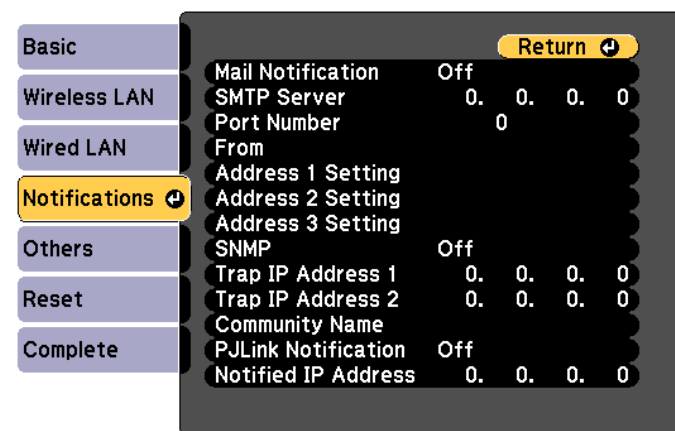 Basic
Wireless LAN
Wired LAN
Notifications
Others
Reset
Complete
Return
Mail Notification Off
SMTP Server 0. 0. 0. 0
Port Number 0
From
Address 1 Setting
Address 2 Setting
Address 3 Setting
SNMP Off
Trap IP Address 1 0. 0. 0. 0
Trap IP Address 2 0. 0. 0. 0
Community Name
PJLink Notification Off
Notified IP Address 0. 0. 0. 0